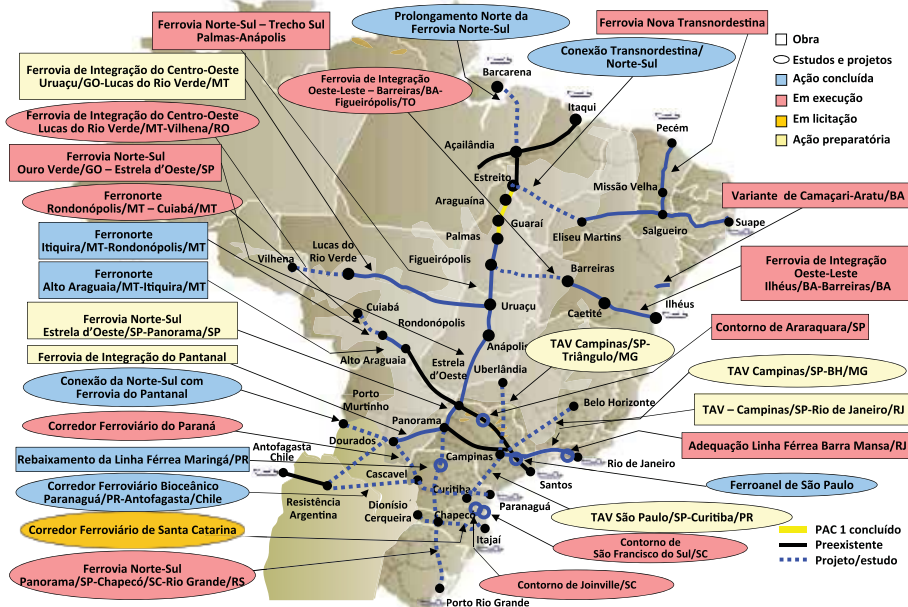 Ferrovia Norte-Sul – Trecho Sul
Palmas-Anápolis
Prolongamento Norte da
Ferrovia Norte-Sul
Ferrovia Nova Transnordestina
Conexão Transnordestina/
Norte-Sul
Obra
Estudos e projetos
Ação concluída
Em execução
Em licitação
Ação preparatória
Ferrovia de Integração do Centro-Oeste
Uruaçu/GO-Lucas do Rio Verde/MT
Ferrovia de Integração
Oeste-Leste – Barreiras/BA-
Figueirópolis/TO
Ferrovia de Integração do Centro-Oeste
Lucas do Rio Verde/MT-Vilhena/RO
Ferrovia Norte-Sul
Ouro Verde/GO – Estrela d'Oeste/SP
Ferronorte
Rondonópolis/MT – Cuiabá/MT
Ferronorte
Itiquira/MT-Rondonópolis/MT
Ferronorte
Alto Araguaia/MT-Itiquira/MT
Ferrovia Norte-Sul
Estrela d'Oeste/SP-Panorama/SP
Ferrovia de Integração do Pantanal
Conexão da Norte-Sul com
Ferrovia do Pantanal
Corredor Ferroviário do Paraná
Rebaixamento da Linha Férrea Maringá/PR
Corredor Ferroviário Bioceânico
Paranaguá/PR-Antofagasta/Chile
Corredor Ferroviário de Santa Catarina
Ferrovia Norte-Sul
Panorama/SP-Chapecó/SC-Rio Grande/RS
Barcarena
Itaqui
Açailândia
Estreito
Araguaína
Guaraí
Palmas
Figueirópolis
Pecém
Missão Velha
Eliseu Martins
Salgueiro
Suape
Vilhena
Lucas do
Rio Verde
Barreiras
Caetité
Ilhéus
Uruaçu
Cuiabá
Rondonópolis
Anápolis
Alto Araguaia
Estrela
d'Oeste
Uberlândia
Porto
Murtinho
Panorama
Belo Horizonte
Dourados
Campinas
Rio de Janeiro
Antofagasta
Chile
Cascavel
Santos
Curitiba
Resistência
Argentina
Dionísio
Cerqueira
Paranaguá
Chapecó
Itajaí
Porto Rio Grande
Variante de Camaçari-Aratu/BA
Ferrovia de Integração
Oeste-Leste
Ilhéus/BA-Barreiras/BA
Contorno de Araraquara/SP
TAV Campinas/SP-
Triângulo/MG
TAV Campinas/SP-BH/MG
TAV – Campinas/SP-Rio de Janeiro/RJ
Adequação Linha Férrea Barra Mansa/RJ
Ferroanel de São Paulo
TAV São Paulo/SP-Curitiba/PR
Contorno de
São Francisco do Sul/SC
Contorno de Joinville/SC
PAC 1 concluído
Preexistente
Projeto/estudo